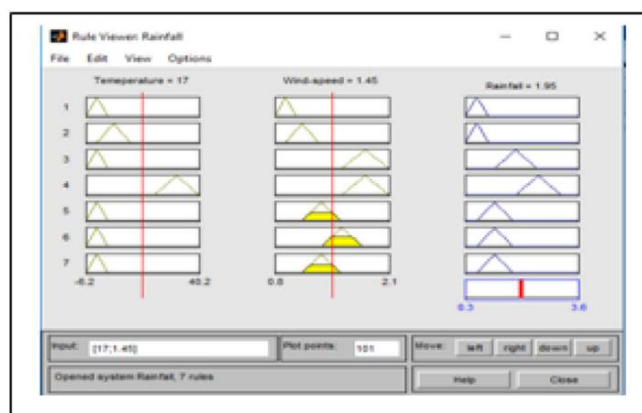 Rule Viewer: Rainfall
File Edit View Options
Temeperature = 17 Wind-speed = 1.45 Rainfall = 1.95
1
2
3
4
5
6
7
-6.2 40.2 0.8 2.1
0.3 3.6
Input: [17;1.45] Plot points: 101 Move: left right down up
Opened system Rainfall, 7 rules Help Close